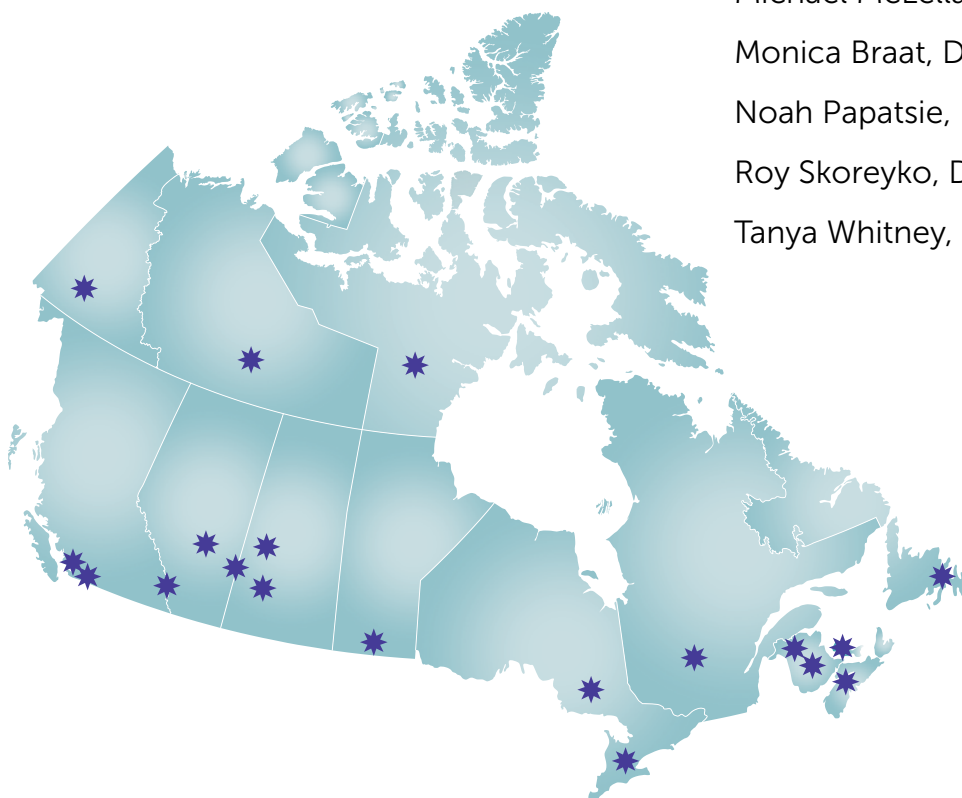 Monica Braat, D
Noah Papatsie,
Roy Skoreyko, D
Tanya Whitney,